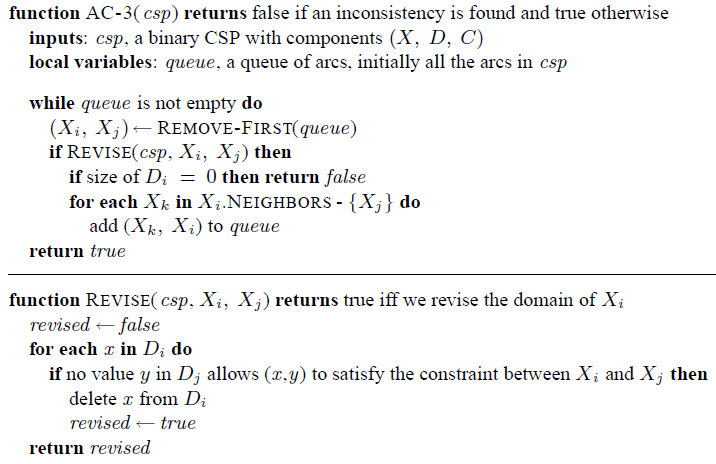 function AC-3( csp) returns false if an inconsistency is found and true otherwise
inputs: csp, a binary CSP with components (X, D, C)
local variables: queue, a queue of arcs, initially all the arcs in csp
while queue is not empty do
(Xi, Xj) ← REMOVE-FIRST(queue)
if REVISE(csp, Xi, Xj) then
if size of Di = 0 then return false
for each Xk in Xi.NEIGHBORS - {Xj} do
add (Xk, Xi) to queue
return true
function REVISE( csp, Xi, Xj) returns true iff we revise the domain of Xi
revised ← false
for each x in Di do
if no value y in Dj allows (x,y) to satisfy the constraint between Xi and Xj then
delete x from Di
revised ← true
return revised